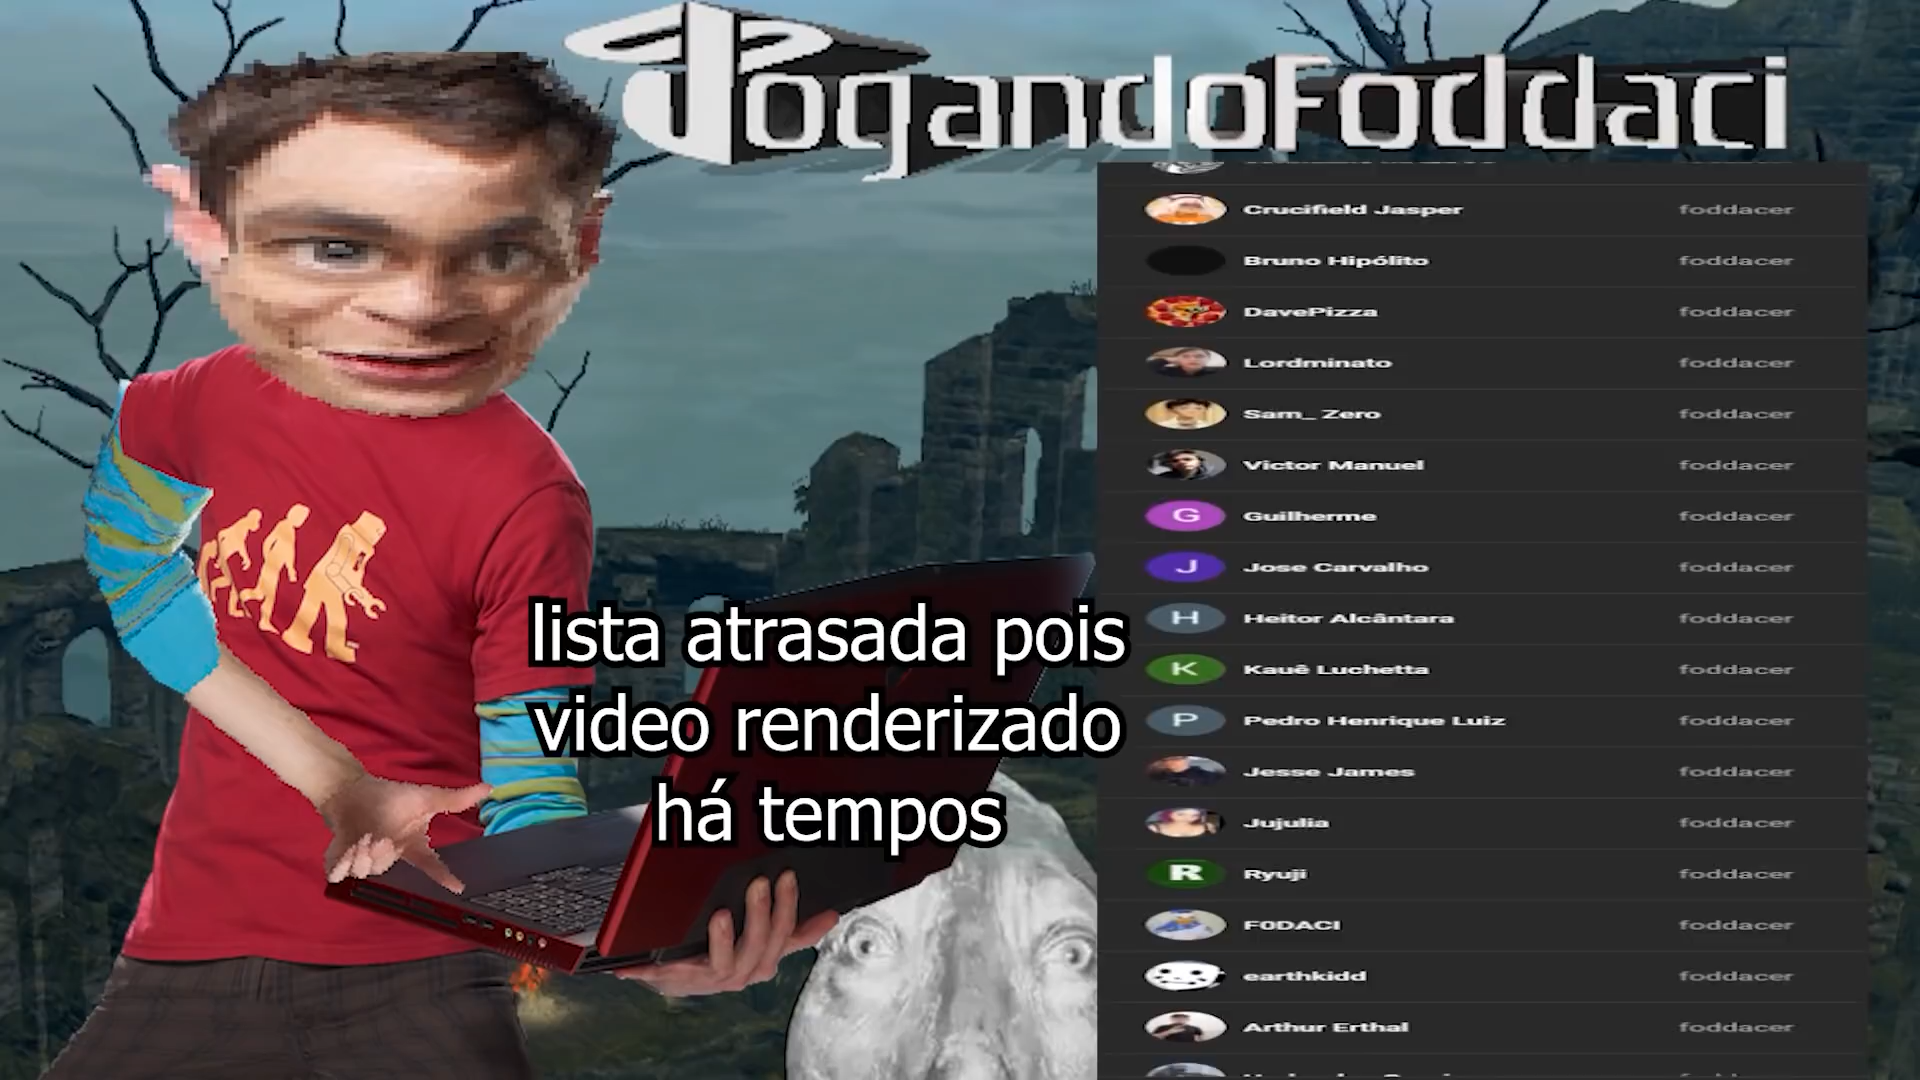 JogandoFoddaci
Crucifield Jasper foddacer
Bruno Hipólito foddacer
DavePizza foddacer
Lordminato foddacer
Sam_ Zero foddacer
Victor Manuel foddacer
G Guilherme foddacer
J Jose Carvalho foddacer
H Heitor Alcântara foddacer
K Kauê Luchetta foddacer
P Pedro Henrique Luiz foddacer
Jesse James foddacer
Jujulia foddacer
R Ryuji foddacer
F0DACI foddacer
earthkidd foddacer
Arthur Erthal foddacer
lista atrasada pois
video renderizado
há tempos